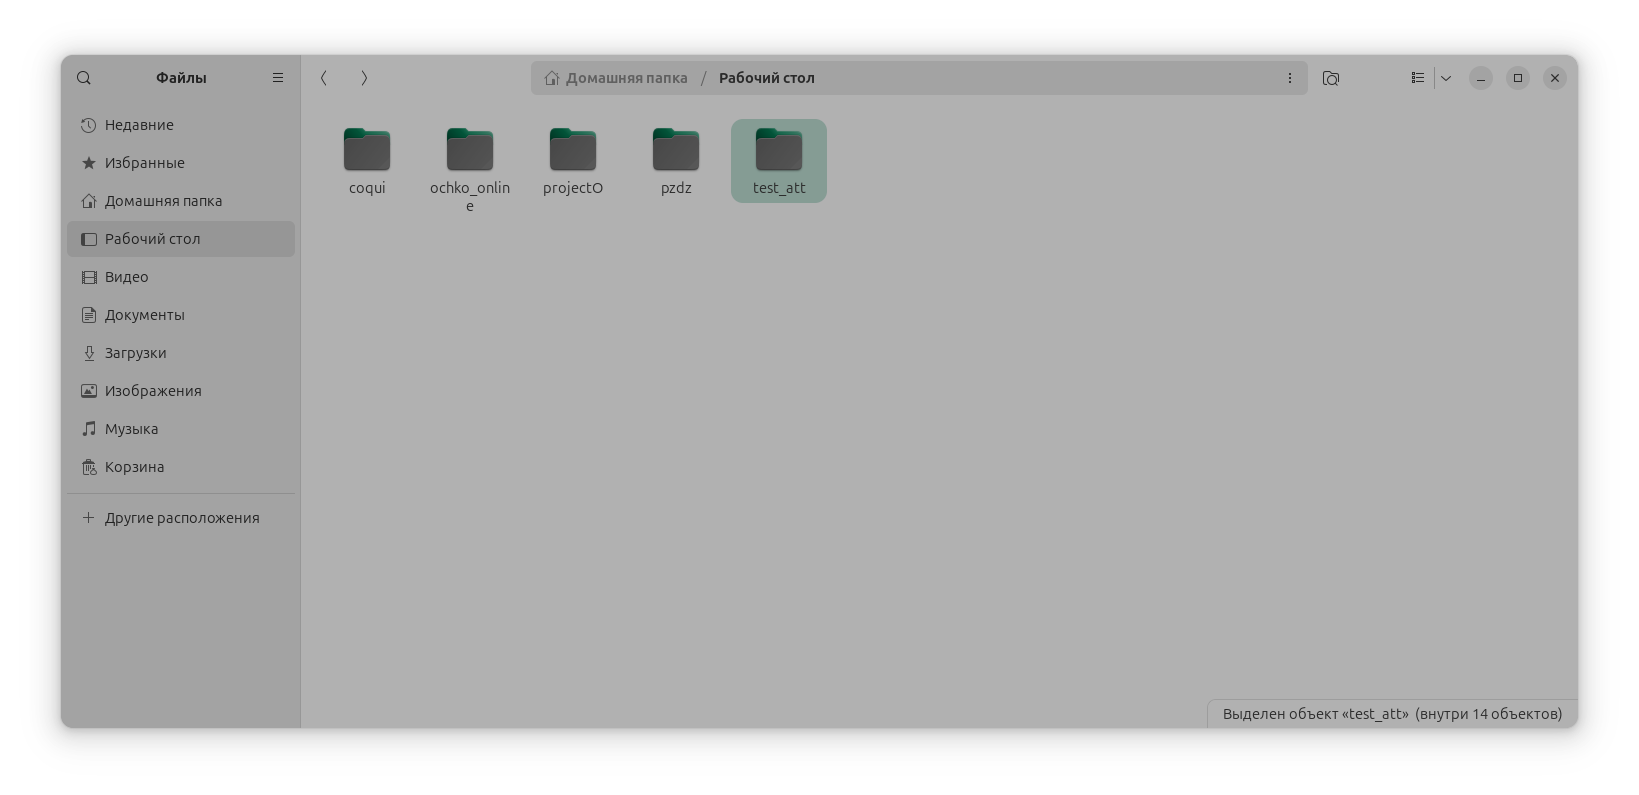 Файлы
Домашняя папка / Рабочий стол
Недавние
Избранные
Домашняя папка
Рабочий стол
Видео
Документы
Загрузки
Изображения
Музыка
Корзина
Другие расположения
coqui
ochko_onlin
e
projectO
pzdz
test_att
Выделен объект «test_att» (внутри 14 объектов)